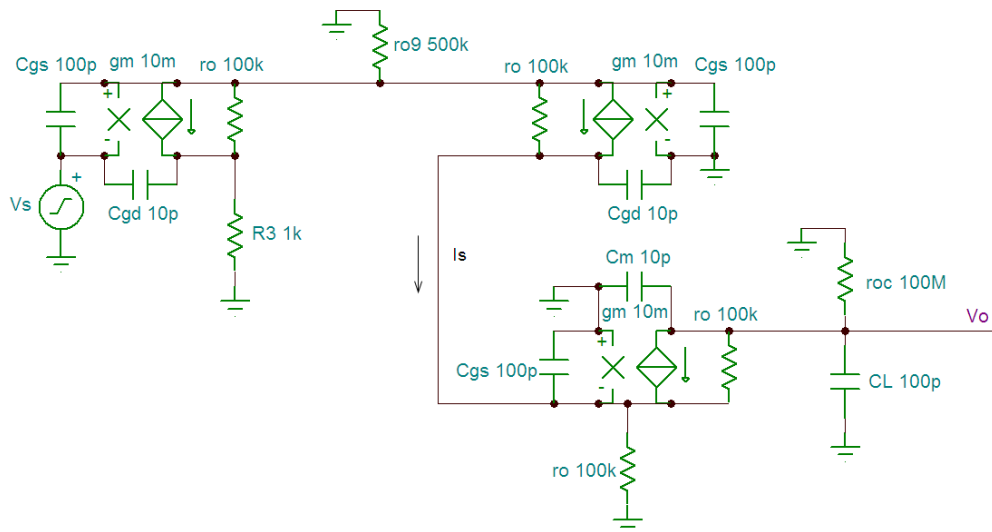 ro9 500k
Cgs 100p
gm 10m
ro 100k
ro 100k
gm 10m
Cgs 100p
+
-
+
-
+
Vs
Cgd 10p
Cgd 10p
R3 1k
Is
Cm 10p
roc 100M
gm 10m
ro 100k
Vo
+
-
Cgs 100p
CL 100p
ro 100k